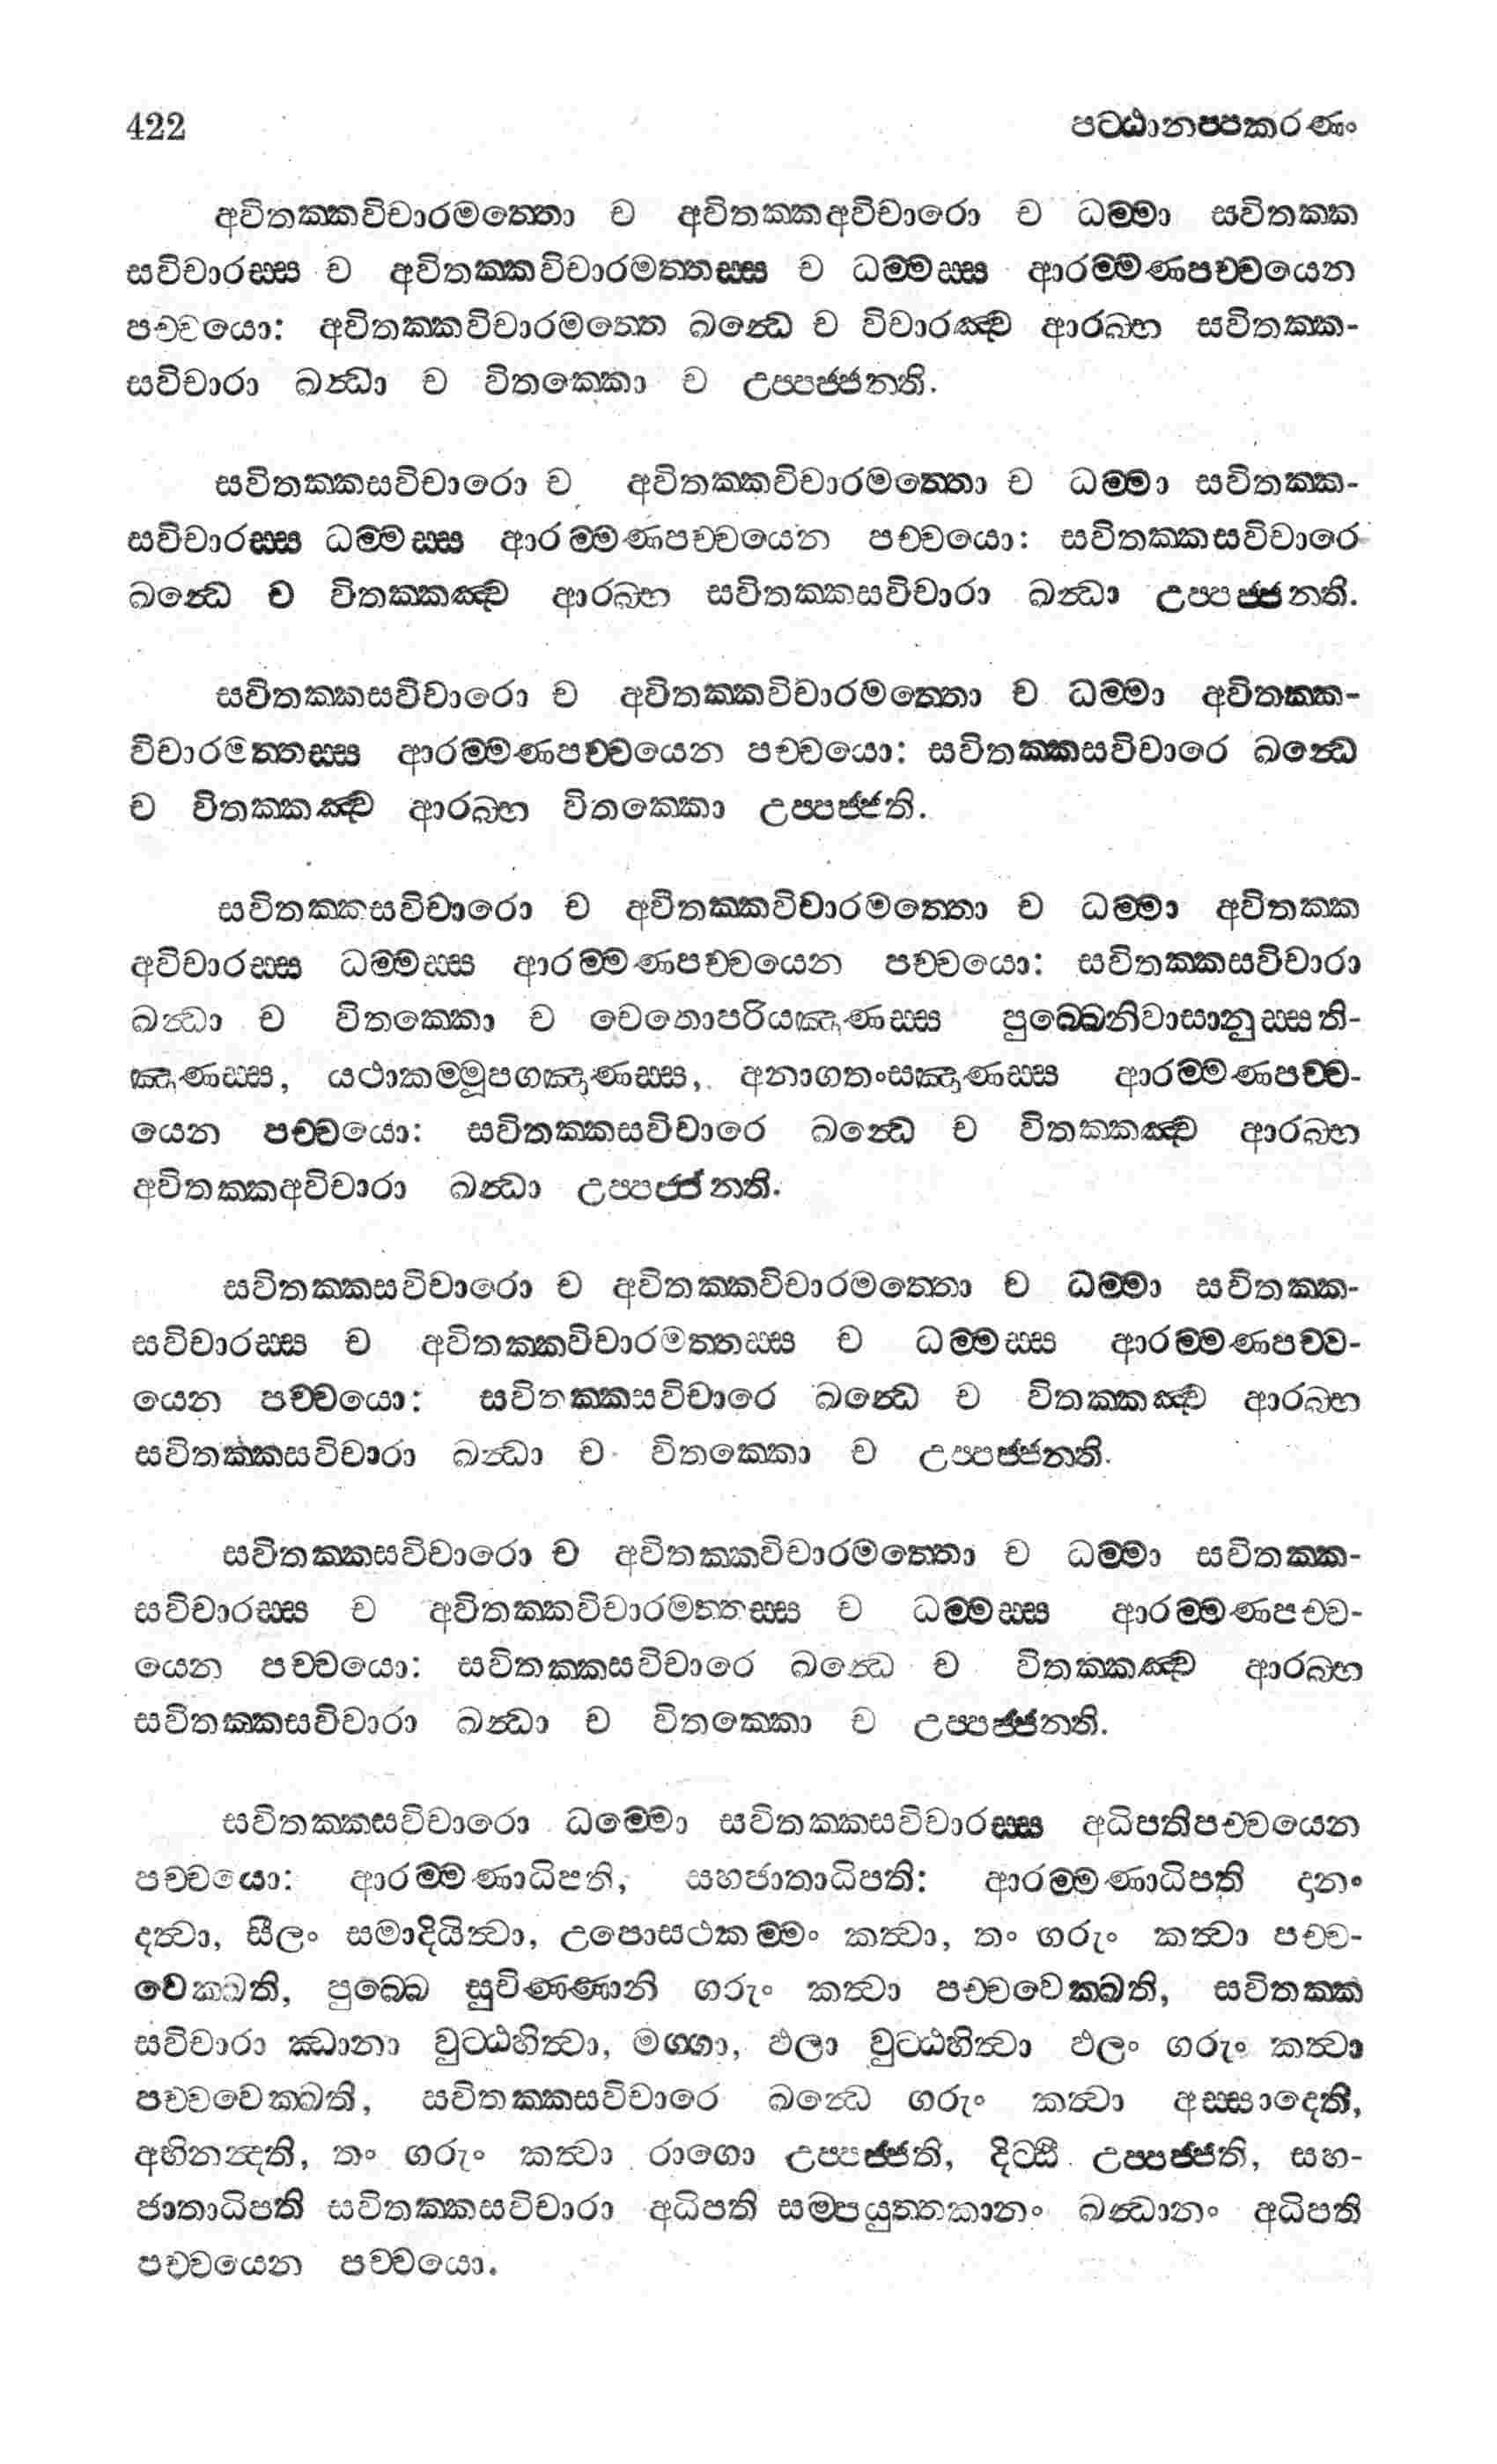 422 පට්ඨානප්පකරණං
අවිතක්කවිචාරමත්තො ච අවිතක්කඅවිචාරො ච ධම්මා සවිතක්ක
සවිචාරස්ස ච අවිතක්කවිචාරමත්තස්ස ච ධම්මස්ස ආරම්මණපච්චයෙන
පච්චයො: අවිතක්කවිචාරමත්තෙ ඛන්ධෙ ච විචාරඤ්ච ආරබ්භ සවිතක්ක-
සවිචාරා ඛන්ධා ච විතක්කො ච උප්පජ්ජන්ති.
සවිතක්කසවිචාරො ච අවිතක්කවිචාරමත්තො ච ධම්මා සවිතක්ක-
සවිචාරස්ස ධම්මස්ස ආරම්මණපච්චයෙන පච්චයො: සවිතක්කසවිචාරෙ
ඛන්ධෙ ච විතක්කඤ්ච ආරබ්භ සවිතක්කසවිචාරා ඛන්ධා උප්පජ්ජන්ති.
සවිතක්කසවිචාරො ච අවිතක්කවිචාරමත්තො ච ධම්මා අවිතක්ක-
විචාරමත්තස්ස ආරම්මණපච්චයෙන පච්චයො: සවිතක්කසවිචාරෙ ඛන්ධෙ
ච විතක්කඤ්ච ආරබ්භ විතක්කො උප්පජ්ජති.
සවිතක්කසවිචාරො ච අවිතක්කවිචාරමත්තො ච ධම්මා අවිතක්ක
අවිචාරස්ස ධම්මස්ස ආරම්මණපච්චයෙන පච්චයො: සවිතක්කසවිචාරා
ඛන්ධා ච විතක්කො ච චෙතොපරියඤාණස්ස පුබ්බෙනිවාසානුස්සති-
ඤාණස්ස, යථාකම්මූපගඤාණස්ස, අනාගතංසඤාණස්ස ආරම්මණපච්ච-
යෙන පච්චයො: සවිතක්කසවිචාරෙ ඛන්ධෙ ච විතක්කඤ්ච ආරබ්භ
අවිතක්කඅවිචාරා ඛන්ධා උප්පජ්ජන්ති.
සවිතක්කසවිචාරො ච අවිතක්කවිචාරමත්තො ච ධම්මා සවිතක්ක-
සවිචාරස්ස ච අවිතක්කවිචාරමත්තස්ස ච ධම්මස්ස ආරම්මණපච්ච-
යෙන පච්චයො: සවිතක්කසවිචාරෙ ඛන්ධෙ ච විතක්කඤ්ච ආරබ්භ
සවිතක්කසවිචාරා ඛන්ධා ච විතක්කො ච උප්පජ්ජන්ති.
සවිතක්කසවිචාරො ච අවිතක්කවිචාරමත්තො ච ධම්මා සවිතක්ක-
සවිචාරස්ස ච අවිතක්කවිචාරමත්තස්ස ච ධම්මස්ස ආරම්මණපච්ච-
යෙන පච්චයො: සවිතක්කසවිචාරෙ ඛන්ධෙ ච විතක්කඤ්ච ආරබ්භ
සවිතක්කසවිචාරා ඛන්ධා ච විතක්කො ච උප්පජ්ජන්ති.
සවිතක්කසවිචාරො ධම්මො සවිතක්කසවිචාරස්ස අධිපතිපච්චයෙන
පච්චයො: ආරම්මණාධිපති, සහජාතාධිපති: ආරම්මණාධිපති දානං
දත්වා, සීලං සමාදියිත්වා, උපොසථකම්මං කත්වා, තං ගරුං කත්වා පච්ච-
වෙක්ඛති, පුබ්බෙ සුචිණ්ණානි ගරුං කත්වා පච්චවෙක්ඛති, සවිතක්ක
සවිචාරා ඣානා වුට්ඨහිත්වා, මග්ගා, ඵලා වුට්ඨහිත්වා ඵලං ගරුං කත්වා
පච්චවෙක්ඛති, සවිතක්කසවිචාරෙ ඛන්ධෙ ගරුං කත්වා අස්සාදෙති,
අභිනන්දති, තං ගරුං කත්වා රාගො උප්පජ්ජති, දිට්ඨි උප්පජ්ජති, සහ-
ජාතාධිපති සවිතක්කසවිචාරා අධිපති සම්පයුත්තකානං ඛන්ධානං අධිපති
පච්චයෙන පච්චයො.